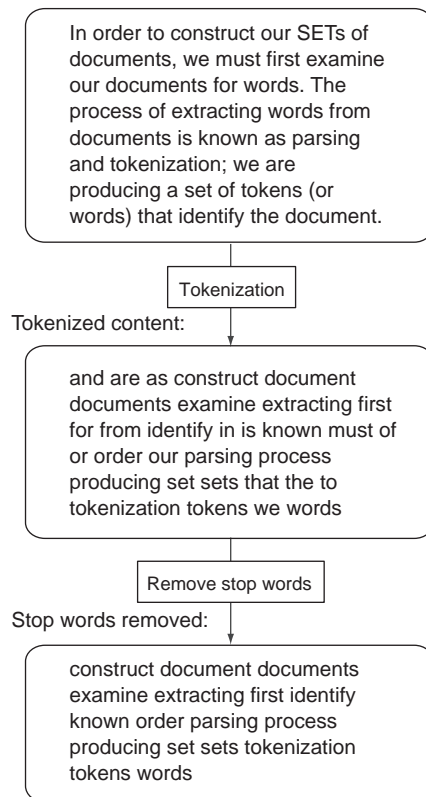 In order to construct our SETs of
documents, we must first examine
our documents for words. The
process of extracting words from
documents is known as parsing
and tokenization; we are
producing a set of tokens (or
words) that identify the document.
Tokenization
Tokenized content:
and are as construct document
documents examine extracting first
for from identify in is known must of
or order our parsing process
producing set sets that the to
tokenization tokens we words
Remove stop words
Stop words removed:
construct document documents
examine extracting first identify
known order parsing process
producing set sets tokenization
tokens words